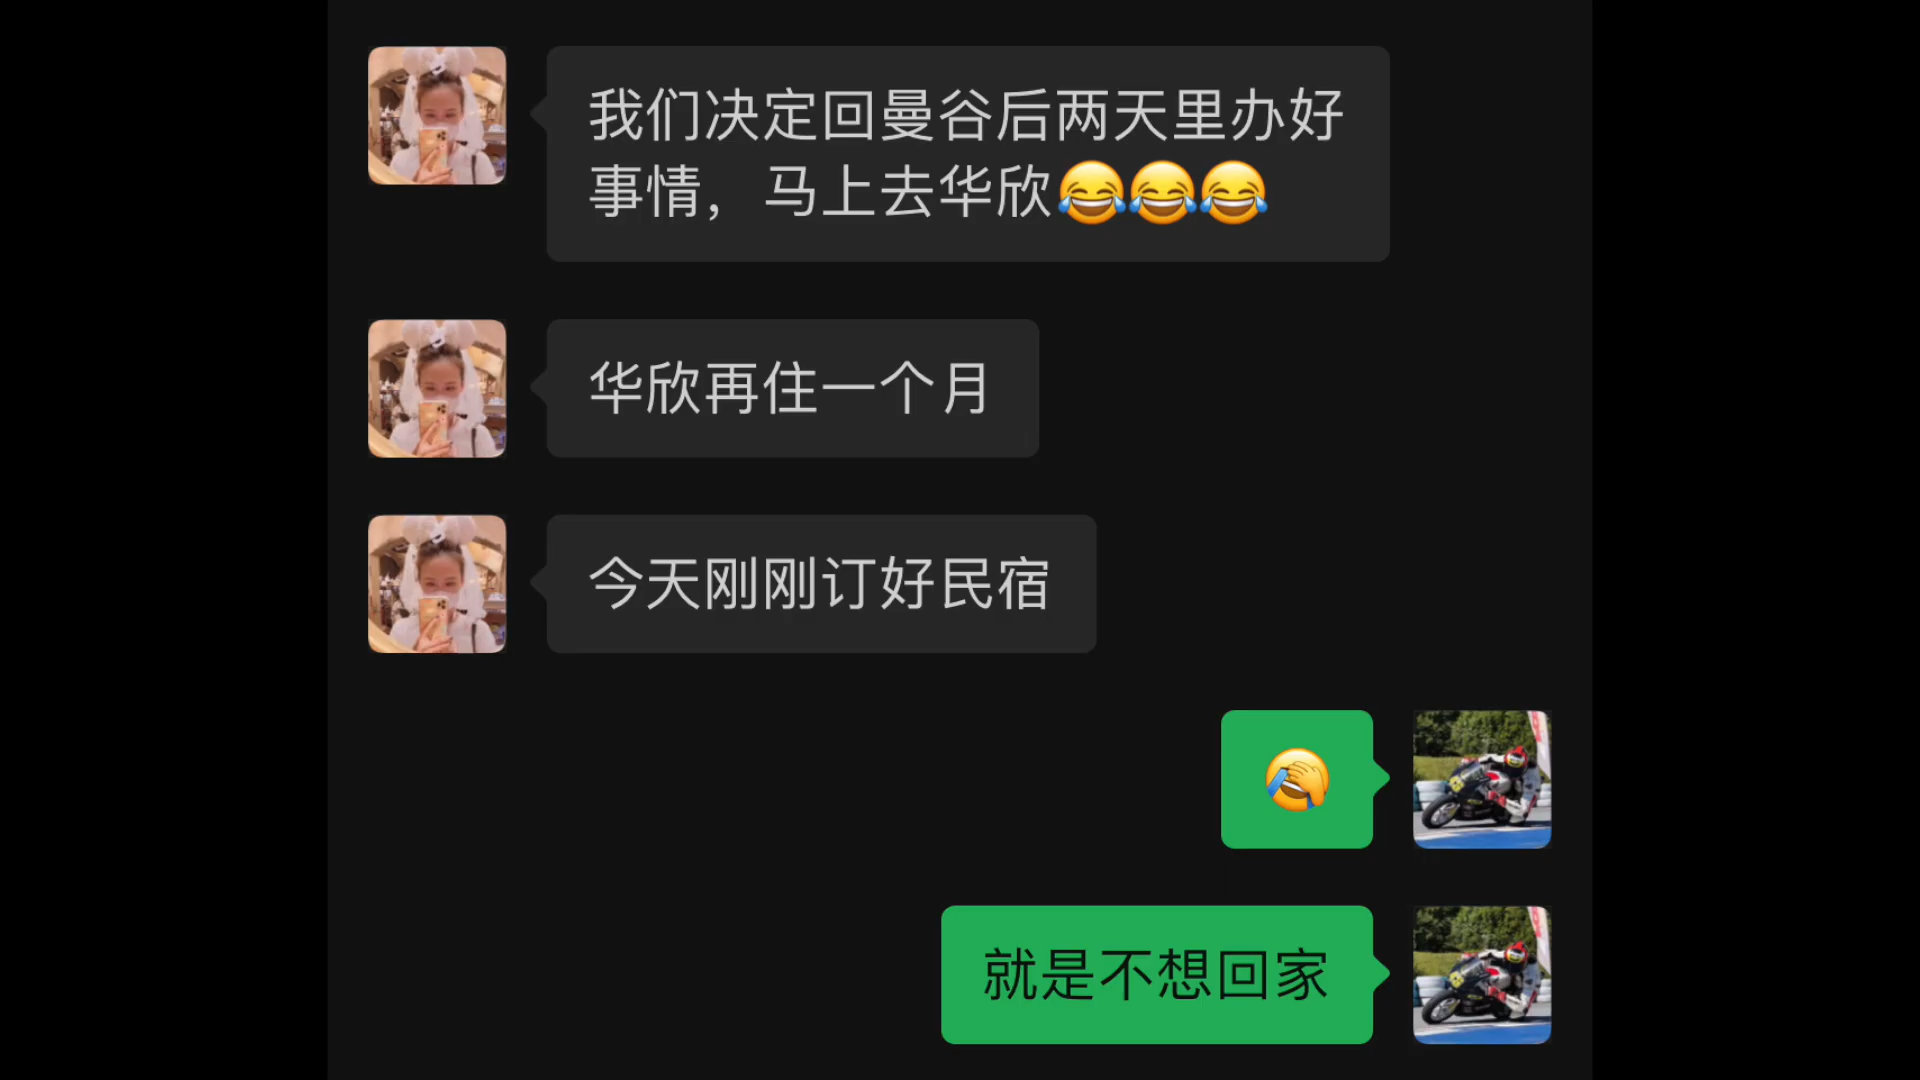 我们决定回曼谷后两天里办好
事情，马上去华欣😂😂😂
华欣再住一个月
今天刚刚订好民宿
就是不想回家